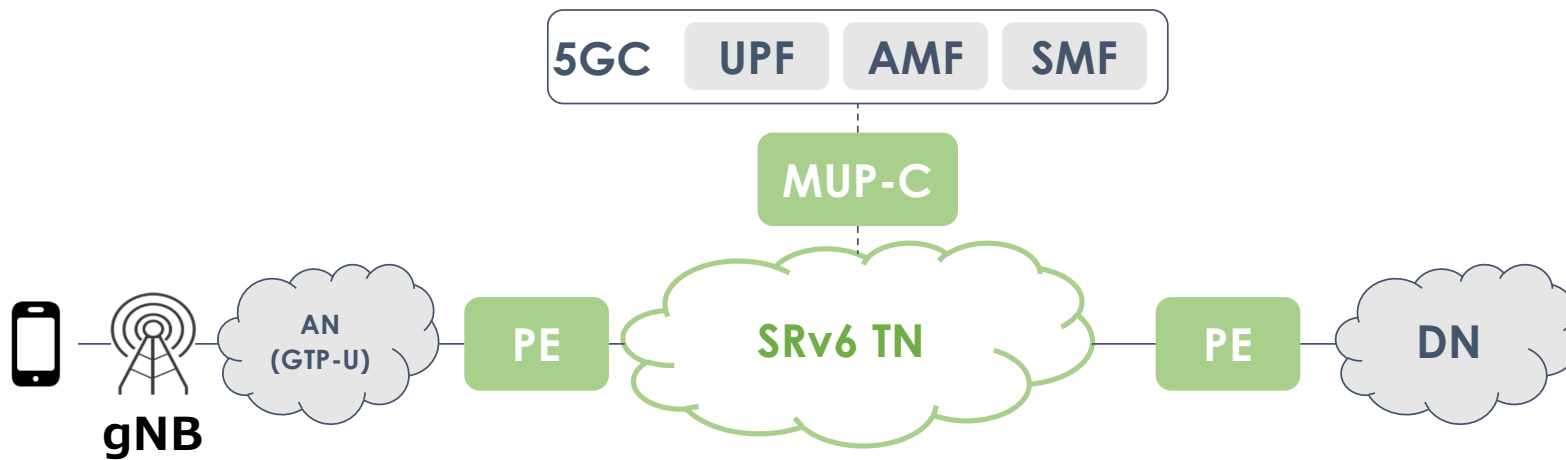 5GC
UPF
AMF
SMF
MUP-C
AN
(GTP-U)
PE
SRv6 TN
PE
DN
gNB